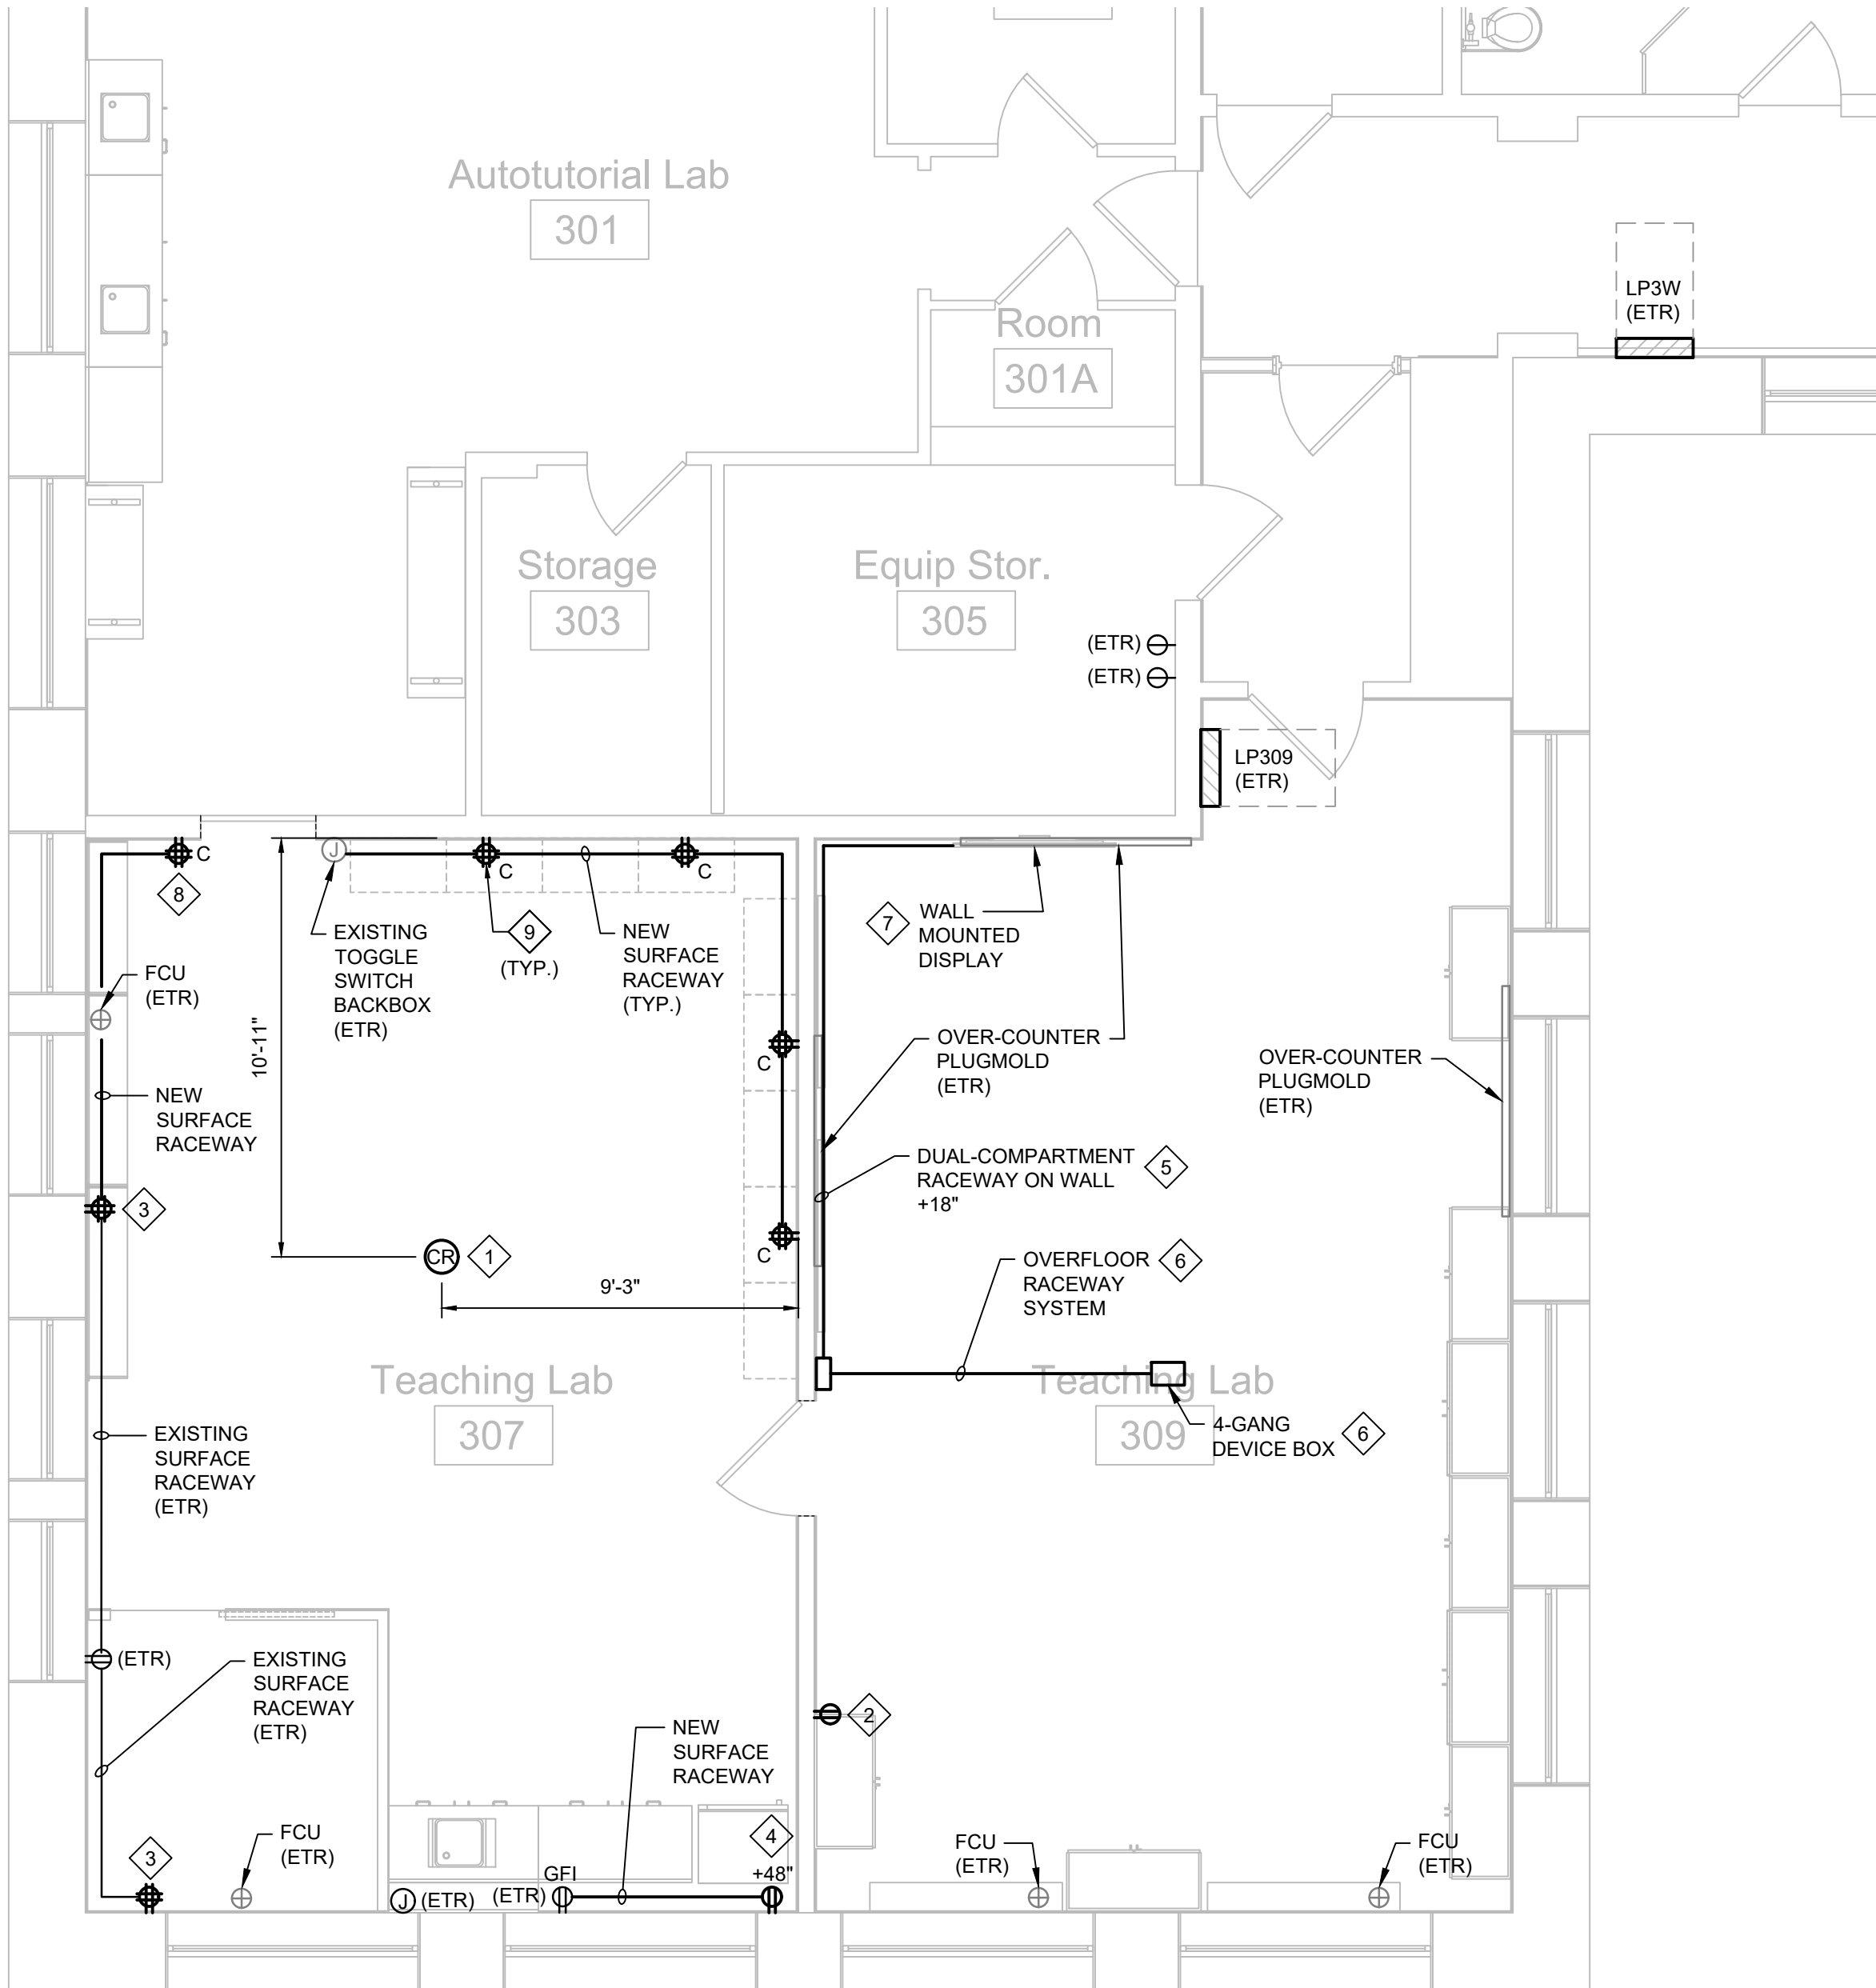 Autotutorial Lab
301
LP3W
(ETR)
Room
301A
Storage
303
Equip Stor.
305
(ETR)
(ETR)
LP309
(ETR)
J
C
C
C
8
9
(TYP.)
EXISTING
TOGGLE
SWITCH
BACKBOX
(ETR)
NEW
SURFACE
RACEWAY
(TYP.)
7
WALL
MOUNTED
DISPLAY
FCU
(ETR)
10'-11"
C
OVER-COUNTER
PLUGMOLD
(ETR)
OVER-COUNTER
PLUGMOLD
(ETR)
NEW
SURFACE
RACEWAY
DUAL-COMPARTMENT
RACEWAY ON WALL
+18"
5
3
CR
1
C
9'-3"
OVERFLOOR
RACEWAY
SYSTEM
6
Teaching Lab
307
Teaching Lab
309
4-GANG
DEVICE BOX
6
EXISTING
SURFACE
RACEWAY
(ETR)
(ETR)
EXISTING
SURFACE
RACEWAY
(ETR)
NEW
SURFACE
RACEWAY
2
FCU
(ETR)
4
+48"
FCU
(ETR)
FCU
(ETR)
3
J
(ETR)
(ETR)
GFI